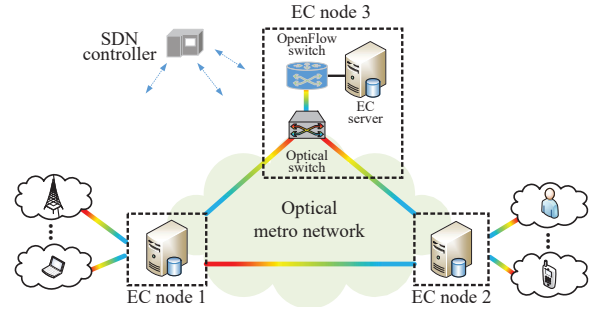 EC node 3
SDN
controller
OpenFlow
switch
EC
server
Optical
switch
Optical
metro network
EC node 1
EC node 2